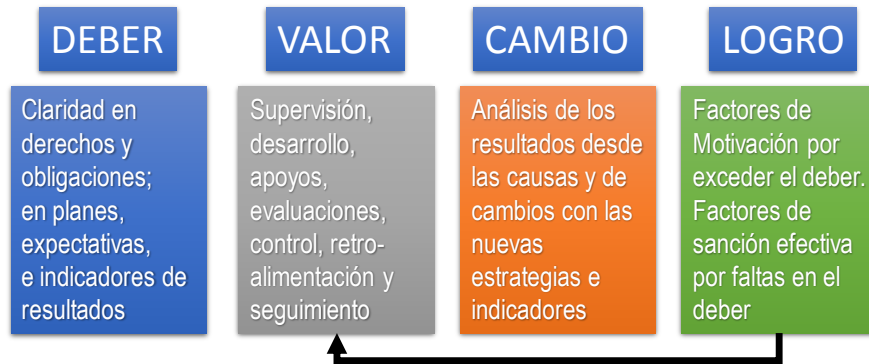 DEBER
VALOR
CAMBIO
LOGRO
Claridad en
derechos y
obligaciones;
en planes,
expectativas,
e indicadores de
resultados
Supervisión,
desarrollo,
apoyos,
evaluaciones,
control, retro-
alimentación y
seguimiento
Análisis de los
resultados desde
las causas y de
cambios con las
nuevas
estrategias e
indicadores
Factores de
Motivación por
exceder el deber.
Factores de
sanción efectiva
por faltas en el
deber